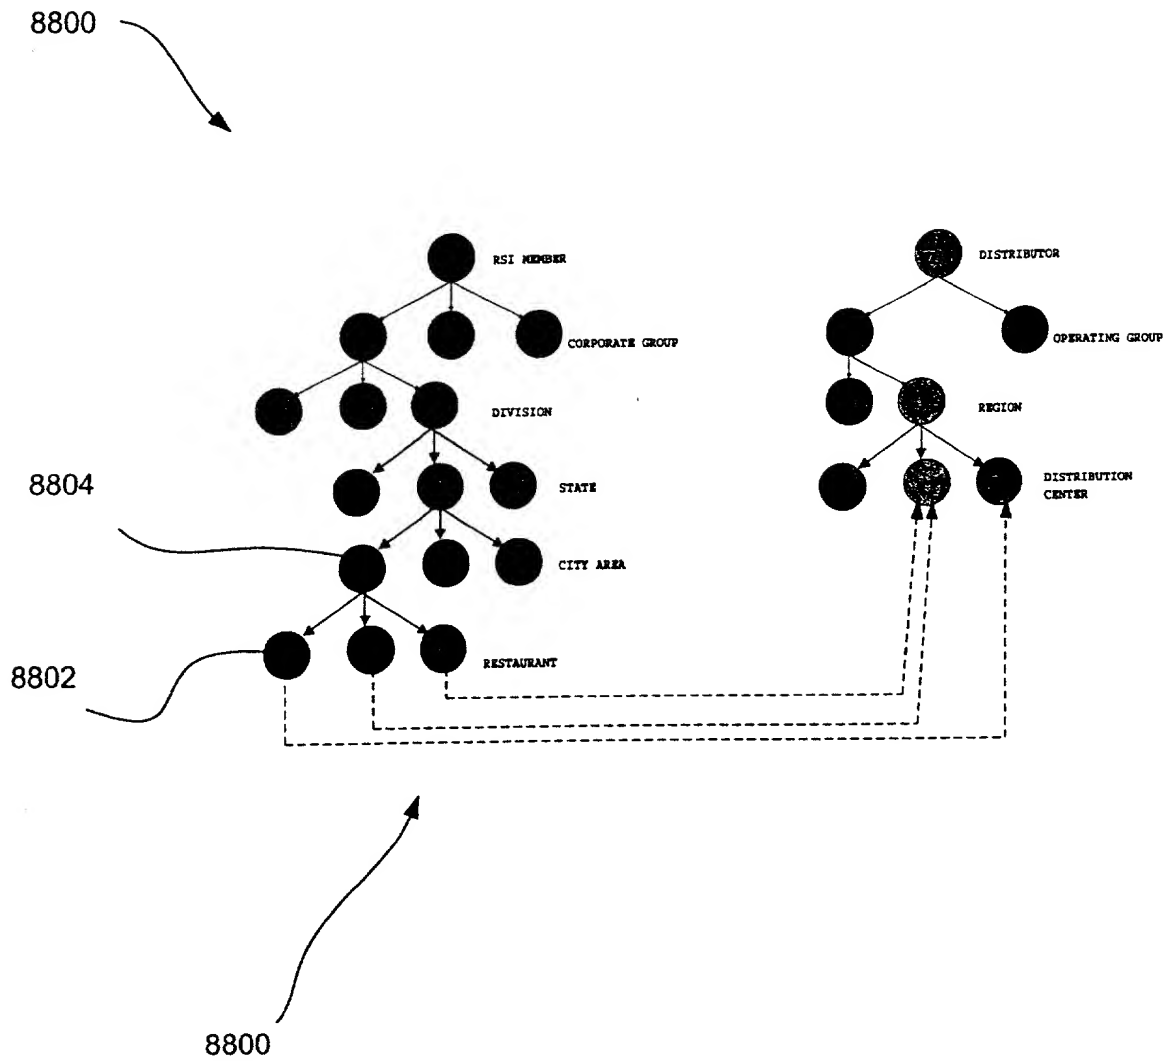 8800
RSI MEMBER
DISTRIBUTOR
CORPORATE GROUP
OPERATING GROUP
DIVISION
REGION
8804
STATE
DISTRIBUTION
CENTER
CITY AREA
8802
RESTAURANT
8800